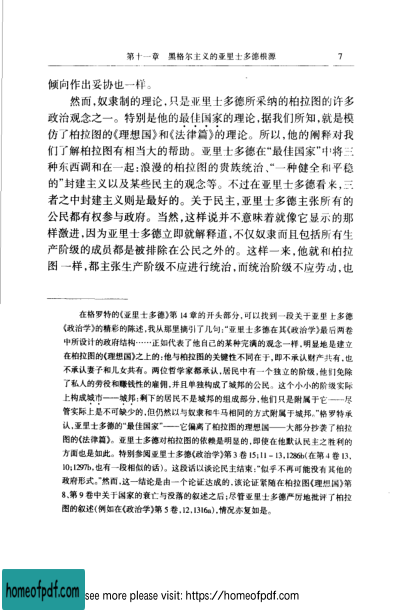 第十一章 黑格尔主义的亚里士多德根源 7
倾向作出妥协也一样。
然而,奴隶制的理论,只是亚里士多德所采纳的柏拉图的许多
政治观念之一。特别是他的最佳国家的理论,据我们所知,就是模
仿了柏拉图的《理想国》和《法律篇》的理论。所以,他的阐释对我
们了解柏拉图有相当大的帮助。亚里士多德在“最佳国家”中将三
种东西调和在一起:浪漫的柏拉图的贵族统治、“一种健全和平稳
的”封建主义以及某些民主的观念等。不过在亚里士多德看来,三
者之中封建主义则是最好的。关于民主,亚里士多德主张所有的
公民都有权参与政府。当然,这样说并不意味着就像它显示的那
样激进,因为亚里士多德立即就解释道,不仅奴隶而且包括所有生
产阶级的成员都是被排除在公民之外的。这样一来,他就和柏拉
图一样,都主张生产阶级不应进行统治,而统治阶级不应劳动,也
在格罗特的《亚里士多德》第14章的开头部分,可以找到一段关于亚里士多德
《政治学》的精彩的陈述,我从那里摘引了几句:“亚里士多德在其《政治学》最后两卷
中所设计的政府结构……正如代表了他自己的某种完满的观念一样,明显地是建立
在柏拉图的《理想国》之上的:他与柏拉图的关键性不同在于,即不承认财产共有,也
不承认妻子和儿女共有。两位哲学家都承认,居民中有一个独立的阶级,他们免除
了私人的劳役和赚钱性的雇佣,并且单独构成了城邦的公民。这个小小的阶级实际
上构成城市——城邦:剩下的居民不是城邦的组成部分,他们只是附属于它——尽
管实际上是不可缺少的,但仍然以与奴隶和牛马相同的方式附属于城邦。”格罗特承
认,亚里士多德的“最佳国家”——它偏离了柏拉图的理想国——大部分抄袭了柏拉
图的《法律篇》。亚里士多德对柏拉图的依赖是明显的,即使在他默认民主之胜利的
方面也是如此。特别参阅亚里士多德《政治学》第3卷15;11-13,1286b(在第4卷13,
10;1297b,也有一段相似的话)。这段话以谈论民主结束:“似乎不再可能没有其他的
政府形式。”然而,这一结论是由一个论证达成的,该论证紧随在柏拉图《理想国》第
8、第9卷中关于国家的衰亡与没落的叙述之后;尽管亚里士多德严厉地批评了柏拉
图的叙述(例如在《政治学》第5卷,12,1316a),情况亦复如是。
homeofpdf.com
see more please visit: https://homeofpdf.com